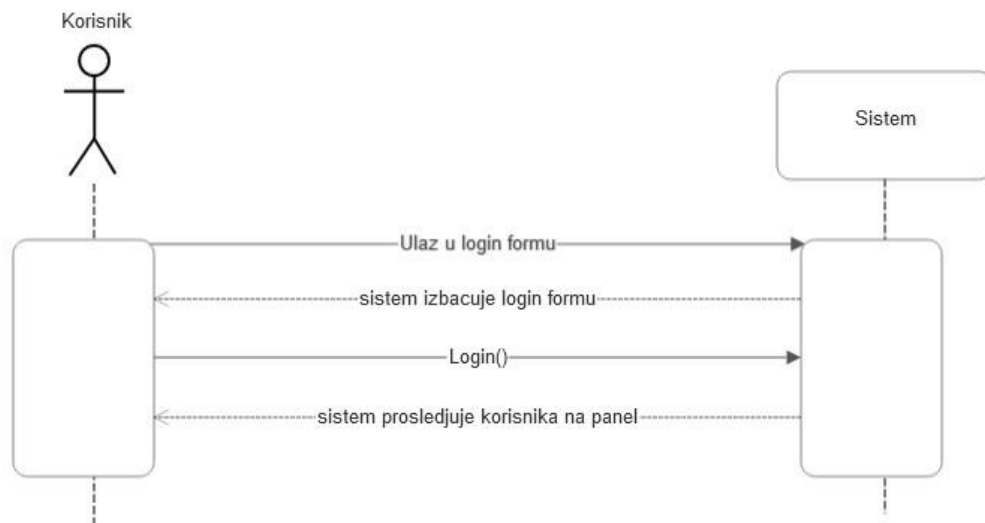 Korisnik
Sistem
Ulaz u login formu
sistem izbacuje login formu
Login()
sistem prosledjuje korisnika na panel